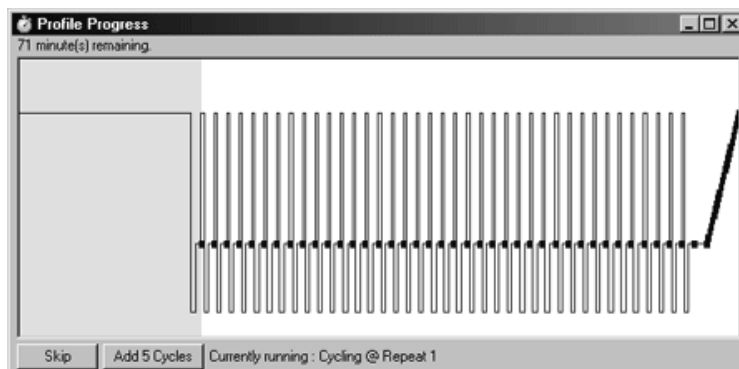 Profile Progress
71 minute(s) remaining.
Skip
Add 5 Cycles
Currently running : Cycling @ Repeat 1